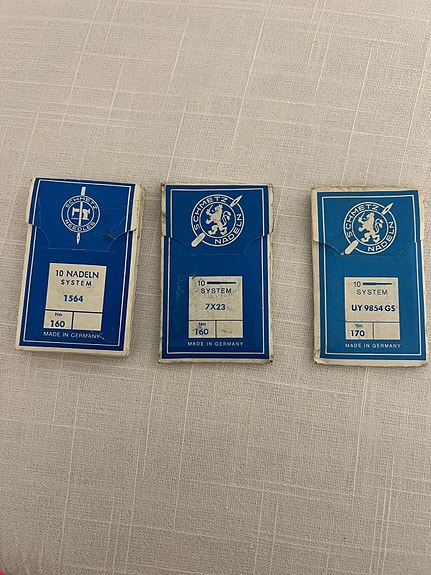 SCHMETZ
NEEDLES
10 NADELN
SYSTEM
1564
Nm
160
MADE IN GERMANY
SCHMETZ
NADELN
10
SYSTEM
7X23
Nm
160
MADE IN GERMANY
SCHMETZ
NADELN
10
SYSTEM
UY 9854 GS
Nm
170
MADE IN GERMANY